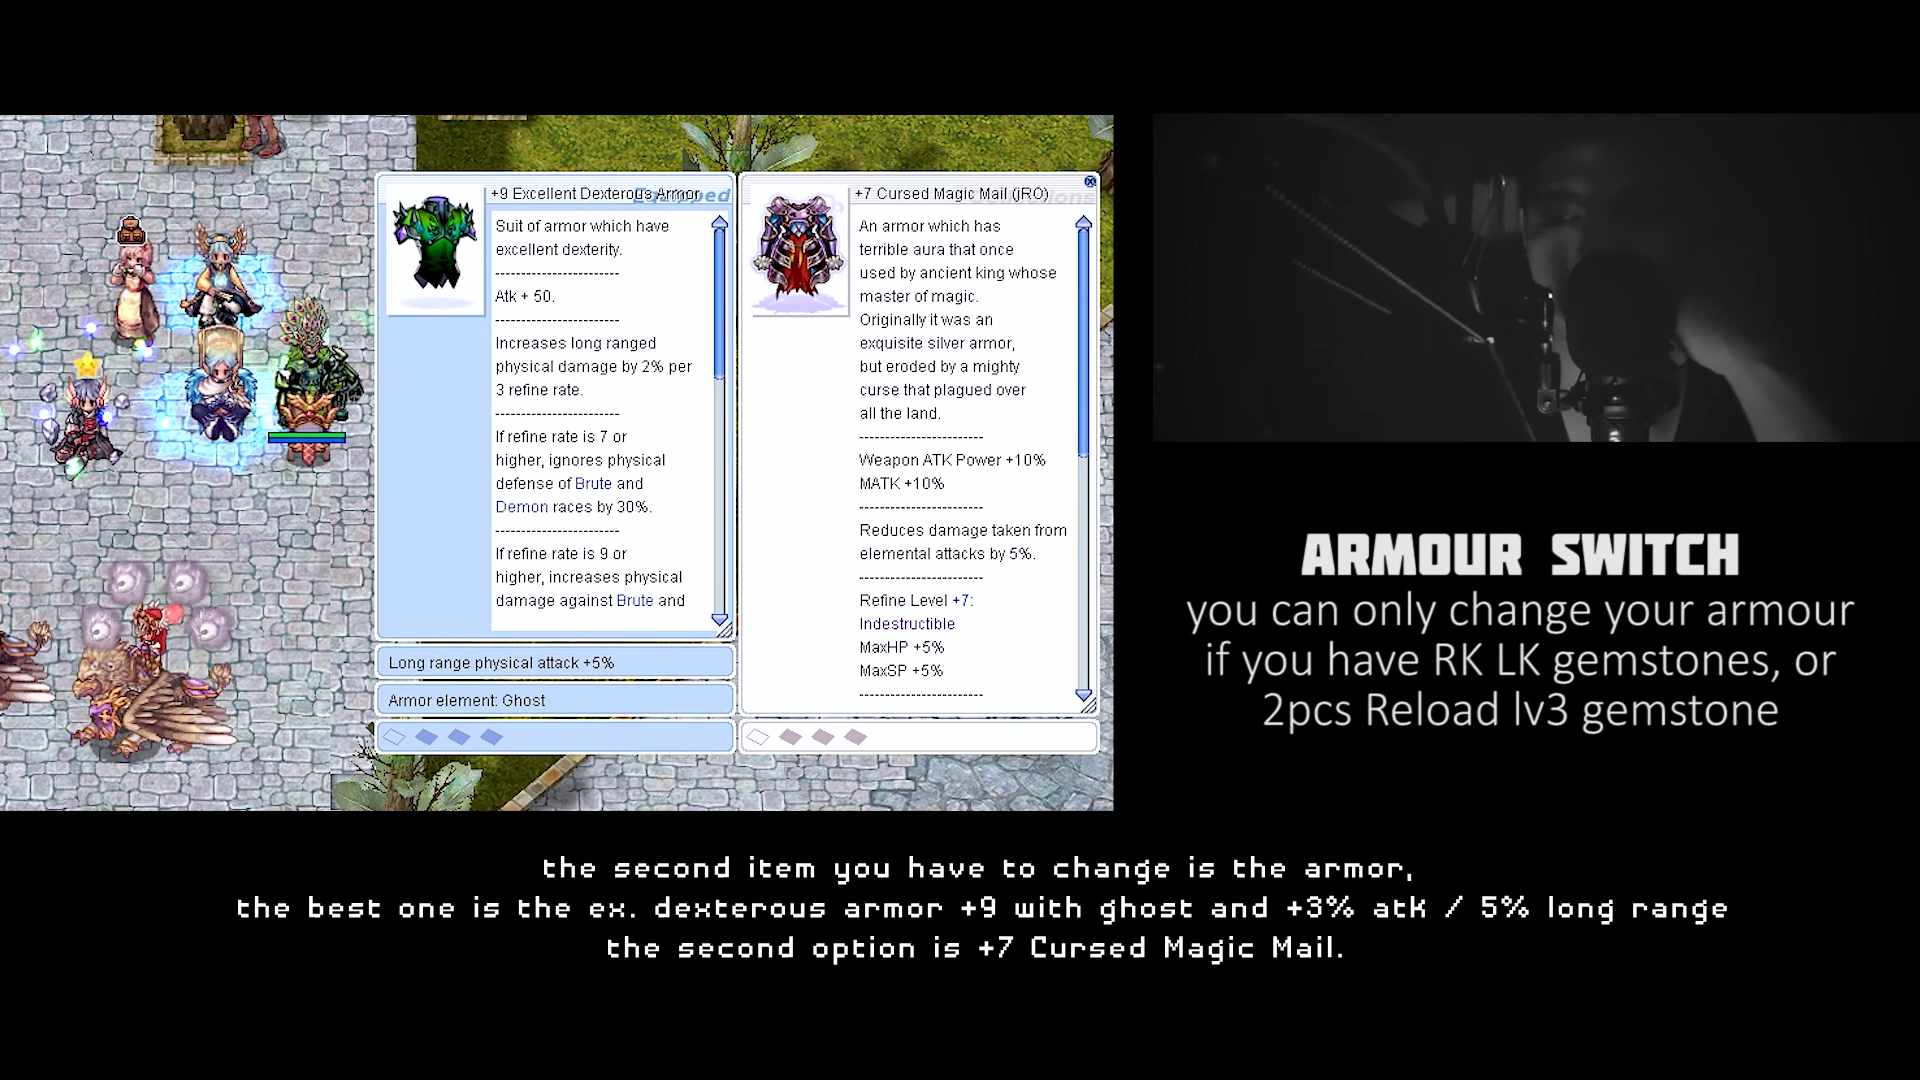 +9 Excellent Dexterous Armor
Equipped
Suit of armor which have
excellent dexterity.
------------------------
Atk + 50.
------------------------
Increases long ranged
physical damage by 2% per
3 refine rate.
------------------------
If refine rate is 7 or
higher, ignores physical
defense of Brute and
Demon races by 30%.
------------------------
If refine rate is 9 or
higher, increases physical
damage against Brute and
Long range physical attack +5%
Armor element: Ghost
+7 Cursed Magic Mail (jRO)
An armor which has
terrible aura that once
used by ancient king whose
master of magic.
Originally it was an
exquisite silver armor,
but eroded by a mighty
curse that plagued over
all the land.
------------------------
Weapon ATK Power +10%
MATK +10%
------------------------
Reduces damage taken from
elemental attacks by 5%.
------------------------
Refine Level +7:
Indestructible
MaxHP +5%
MaxSP +5%
------------------------
ARMOUR SWITCH
you can only change your armour
if you have RK LK gemstones, or
2pcs Reload lv3 gemstone
the second item you have to change is the armor,
the best one is the ex. dexterous armor +9 with ghost and +3% atk / 5% long range
the second option is +7 Cursed Magic Mail.